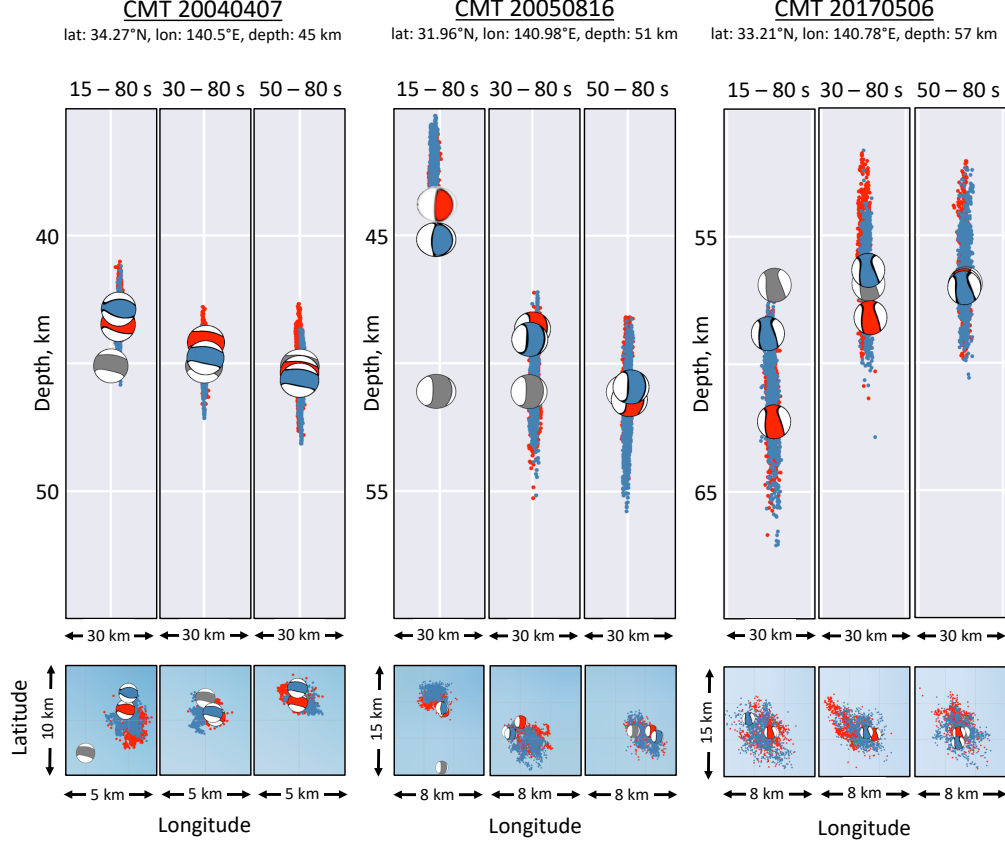 CMT 20040407
lat: 34.27°N, lon: 140.5°E, depth: 45 km
15 – 80 s
30 – 80 s
50 – 80 s
Depth, km
40
50
30 km
30 km
30 km
Latitude
10 km
5 km
5 km
5 km
Longitude
CMT 20050816
lat: 31.96°N, lon: 140.98°E, depth: 51 km
15 – 80 s
30 – 80 s
50 – 80 s
Depth, km
45
55
30 km
30 km
30 km
15 km
8 km
8 km
8 km
Longitude
CMT 20170506
lat: 33.21°N, lon: 140.78°E, depth: 57 km
15 – 80 s
30 – 80 s
50 – 80 s
Depth, km
55
65
30 km
30 km
30 km
15 km
8 km
8 km
8 km
Longitude